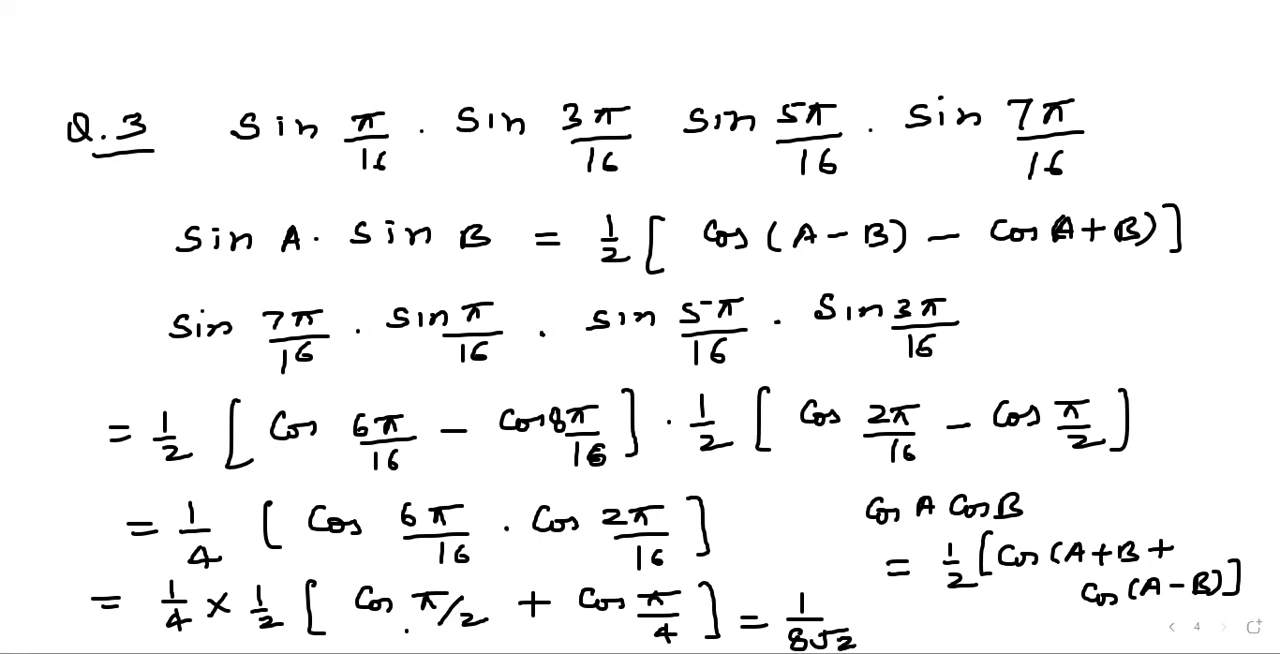 Q.3 Sin π/16 . Sin 3π/16 Sin 5π/16 . Sin 7π/16
Sin A . Sin B = 1/2 [ Cos (A - B) - Cos A + B) ]
Sin 7π/16 . Sin π/16 . Sin 5π/16 . Sin 3π/16
= 1/2 [ Cos 6π/16 - Cos 8π/16 ] . 1/2 [ Cos 2π/16 - Cos π/2 ]
= 1/4 [ Cos 6π/16 . Cos 2π/16 ]
Cos A Cos B
= 1/2 [ Cos (A+B +
Cos (A - B) ]
= 1/4 × 1/2 [ Cos π/2 + Cos π/4 ] = 1/8√2
< 4 >